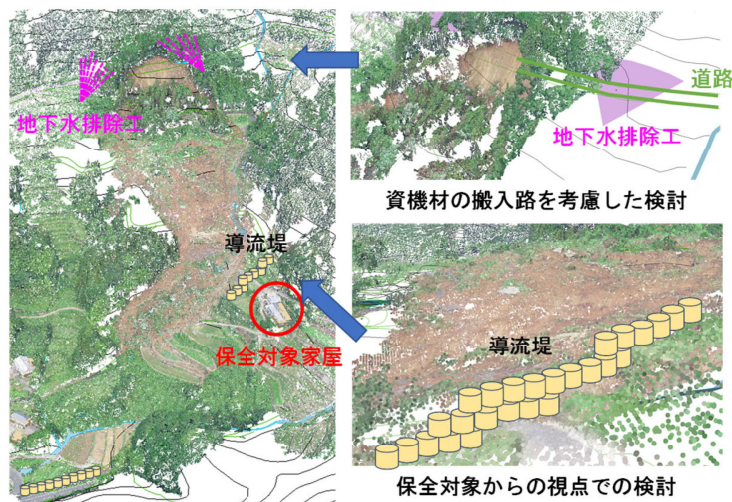 地下水排除工
導流堤
保全対象家屋
道路
地下水排除工
資機材の搬入路を考慮した検討
導流堤
保全対象からの視点での検討